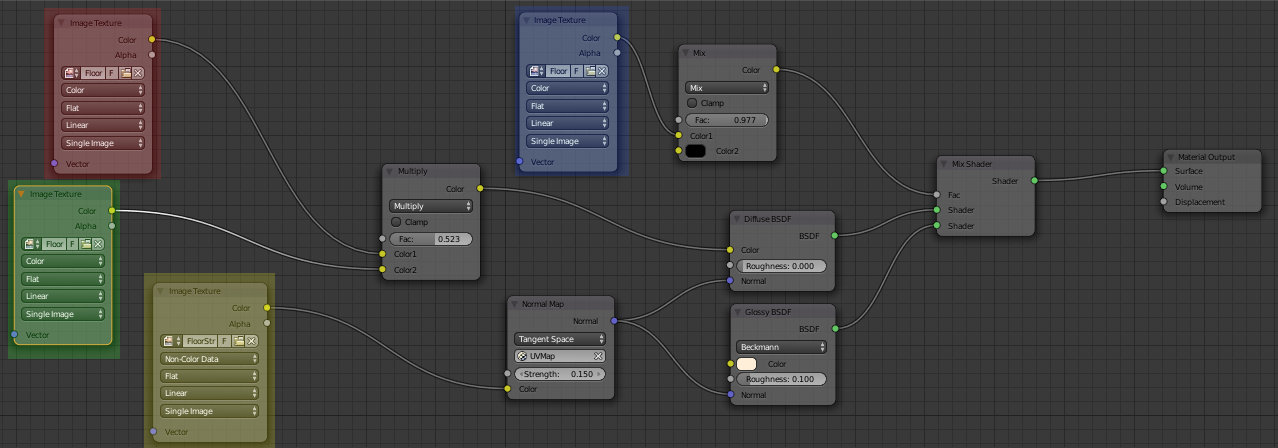 Image Texture
Color
Alpha
Floor F
Color
Flat
Linear
Single Image
Vector
Image Texture
Color
Alpha
Floor F
Color
Flat
Linear
Single Image
Vector
Image Texture
Color
Alpha
FloorStr F
Non-Color Data
Flat
Linear
Single Image
Vector
Multiply
Color
Multiply
Clamp
Fac: 0.523
Color1
Color2
Image Texture
Color
Alpha
Floor F
Color
Flat
Linear
Single Image
Vector
Normal Map
Normal
Tangent Space
UVMap
Strength: 0.150
Color
Mix
Color
Mix
Clamp
Fac: 0.977
Color1
Color2
Diffuse BSDF
BSDF
Color
Roughness: 0.000
Normal
Glossy BSDF
BSDF
Beckmann
Color
Roughness: 0.100
Normal
Mix Shader
Shader
Fac
Shader
Shader
Material Output
Surface
Volume
Displacement